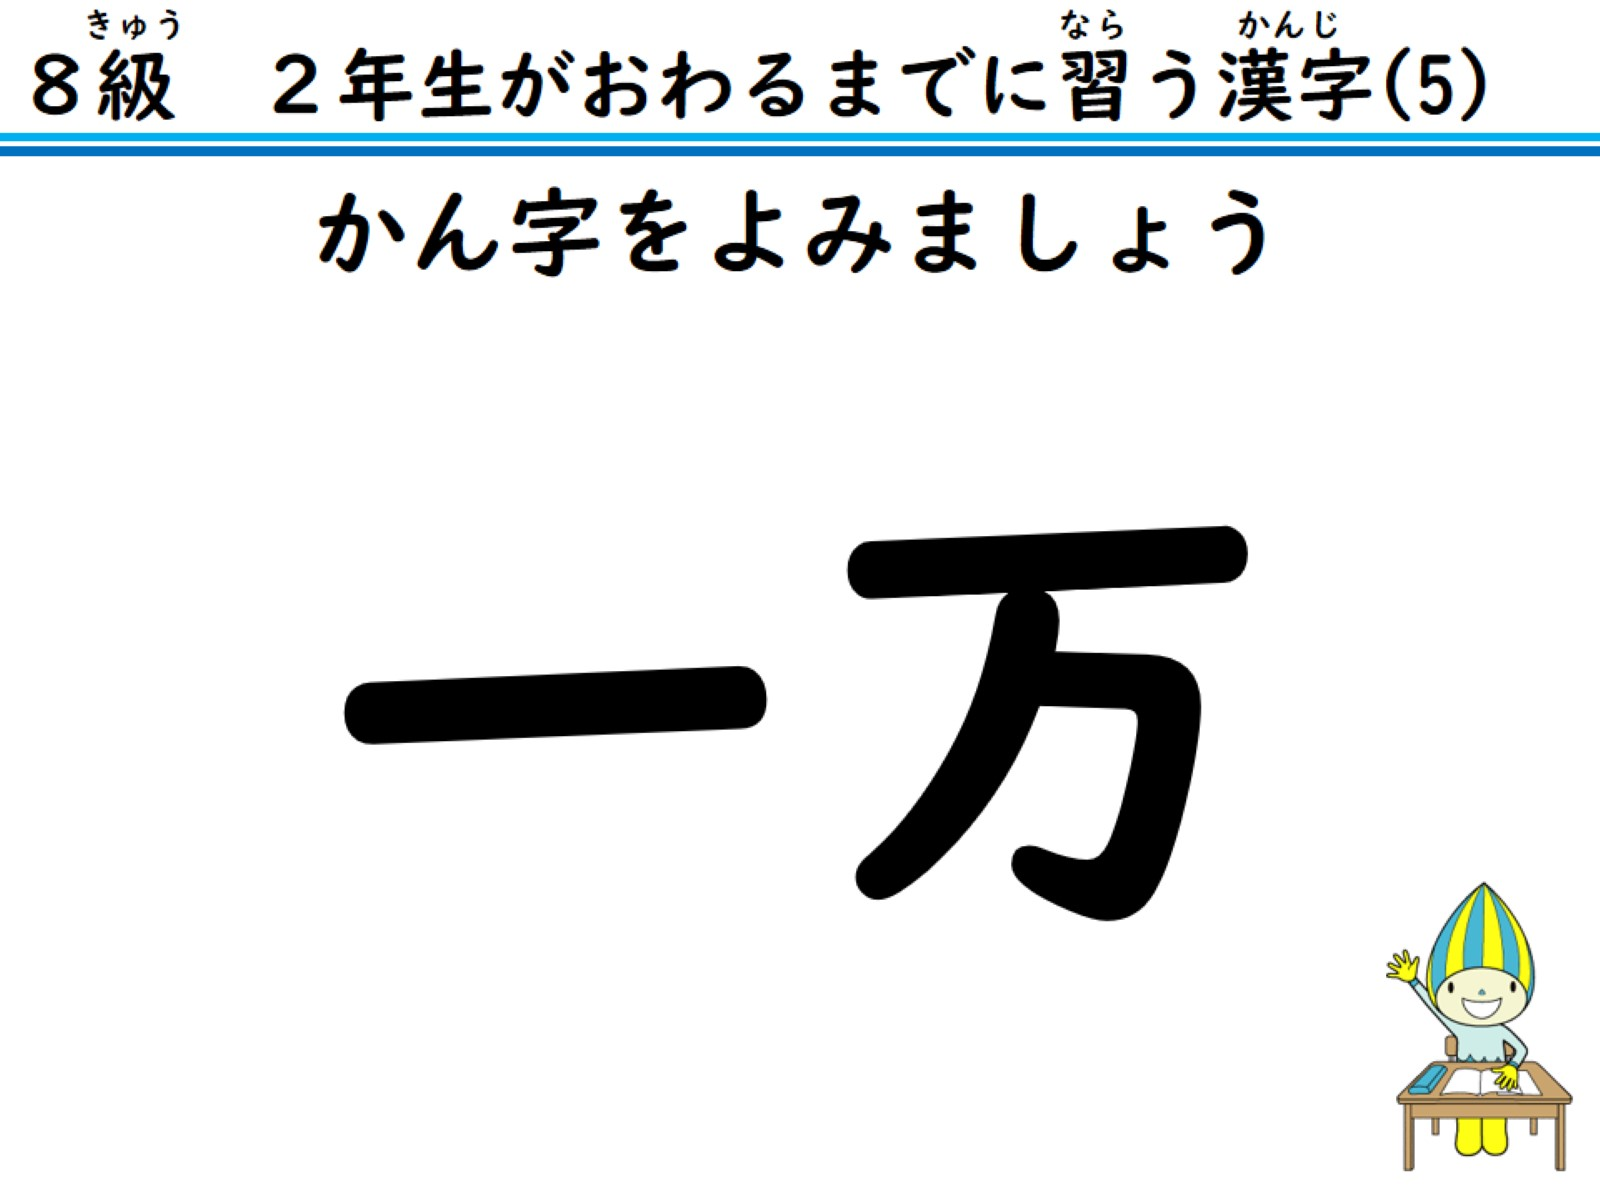 きゅう なら かんじ
８級　２年生がおわるまでに習う漢字(5)
かん字をよみましょう
一万